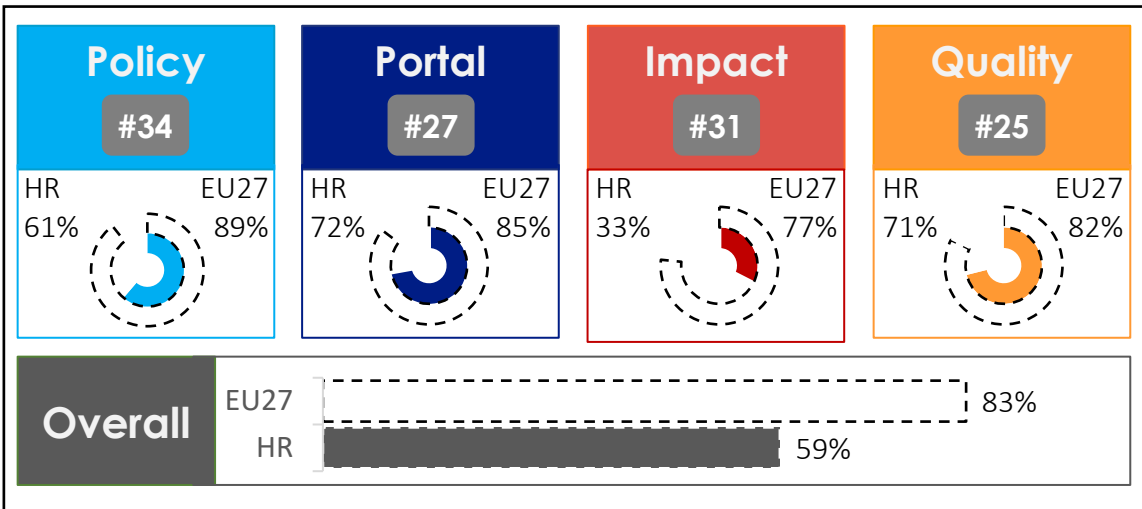 Policy
#34
HR EU27
61% 89%
Portal
#27
HR EU27
72% 85%
Impact
#31
HR EU27
33% 77%
Quality
#25
HR EU27
71% 82%
Overall
EU27 83%
HR 59%